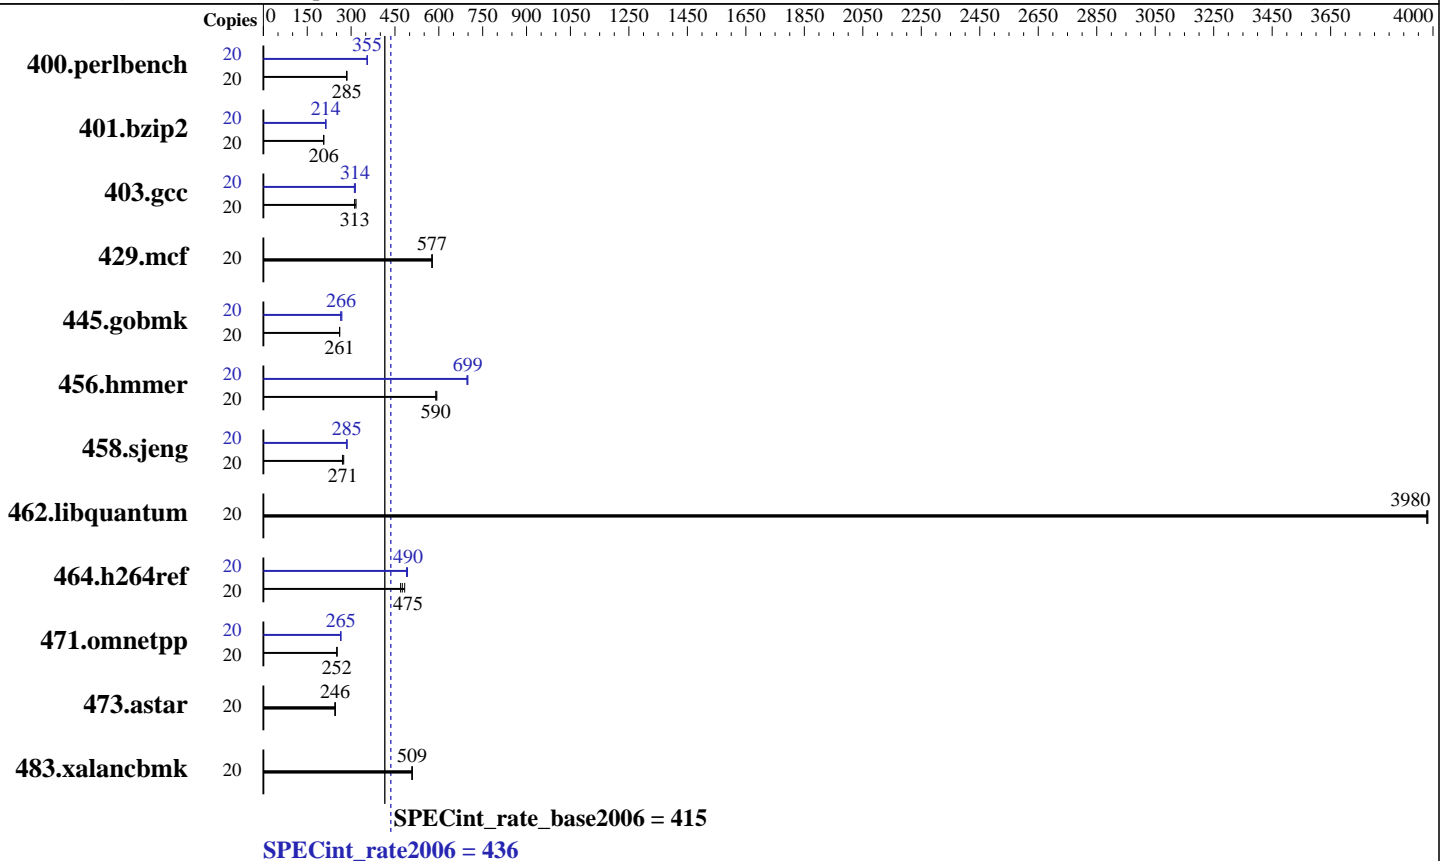 Copies 0 150 300 450 600 750 900 1050 1250 1450 1650 1850 2050 2250 2450 2650 2850 3050 3250 3450 3650 4000
400.perlbench 20 355
20 285
401.bzip2 20 214
20 206
403.gcc 20 314
20 313
429.mcf 20 577
445.gobmk 20 266
20 261
456.hmmer 20 699
20 590
458.sjeng 20 285
20 271
462.libquantum 20 3980
464.h264ref 20 490
20 475
471.omnetpp 20 265
20 252
473.astar 20 246
483.xalancbmk 20 509
SPECint_rate_base2006 = 415
SPECint_rate2006 = 436